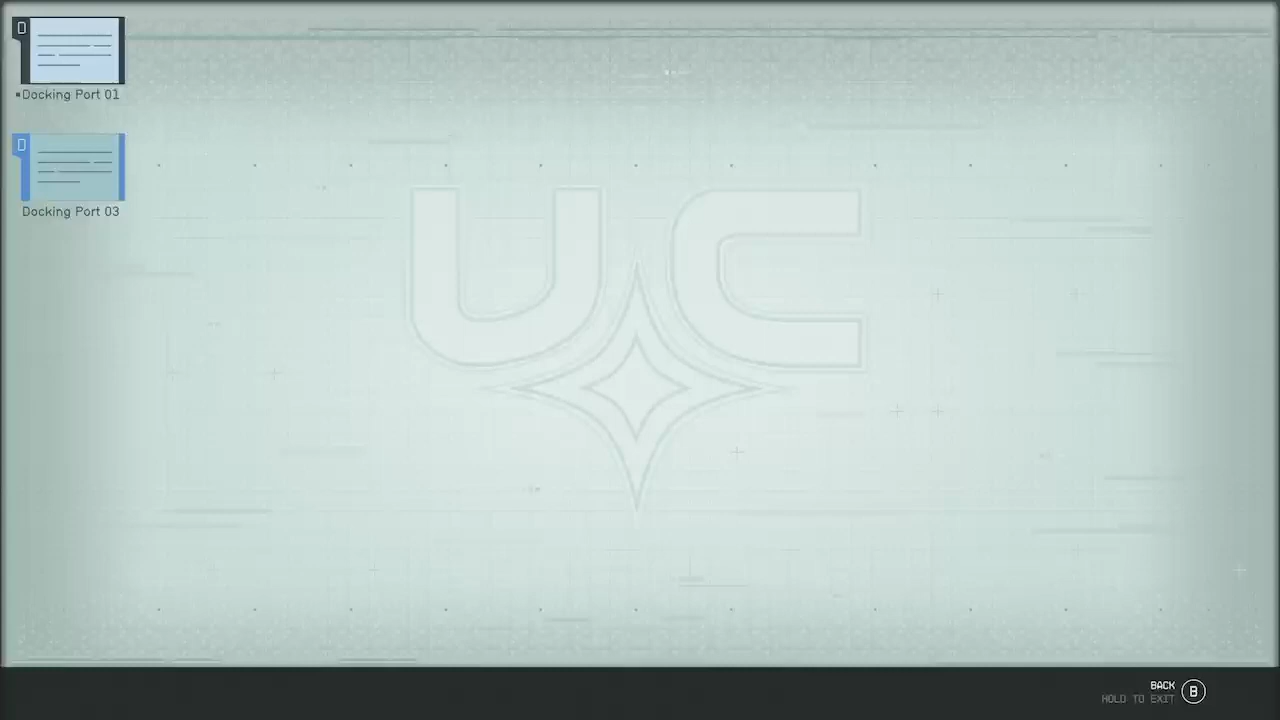 Docking Port 01
Docking Port 03
UC
BACK
HOLD TO EXIT
B